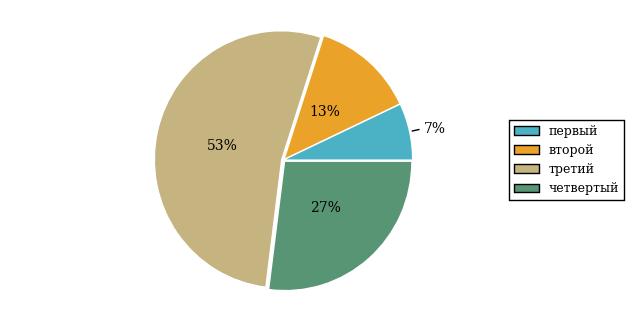 13%
7%
53%
27%
первый
второй
третий
четвертый